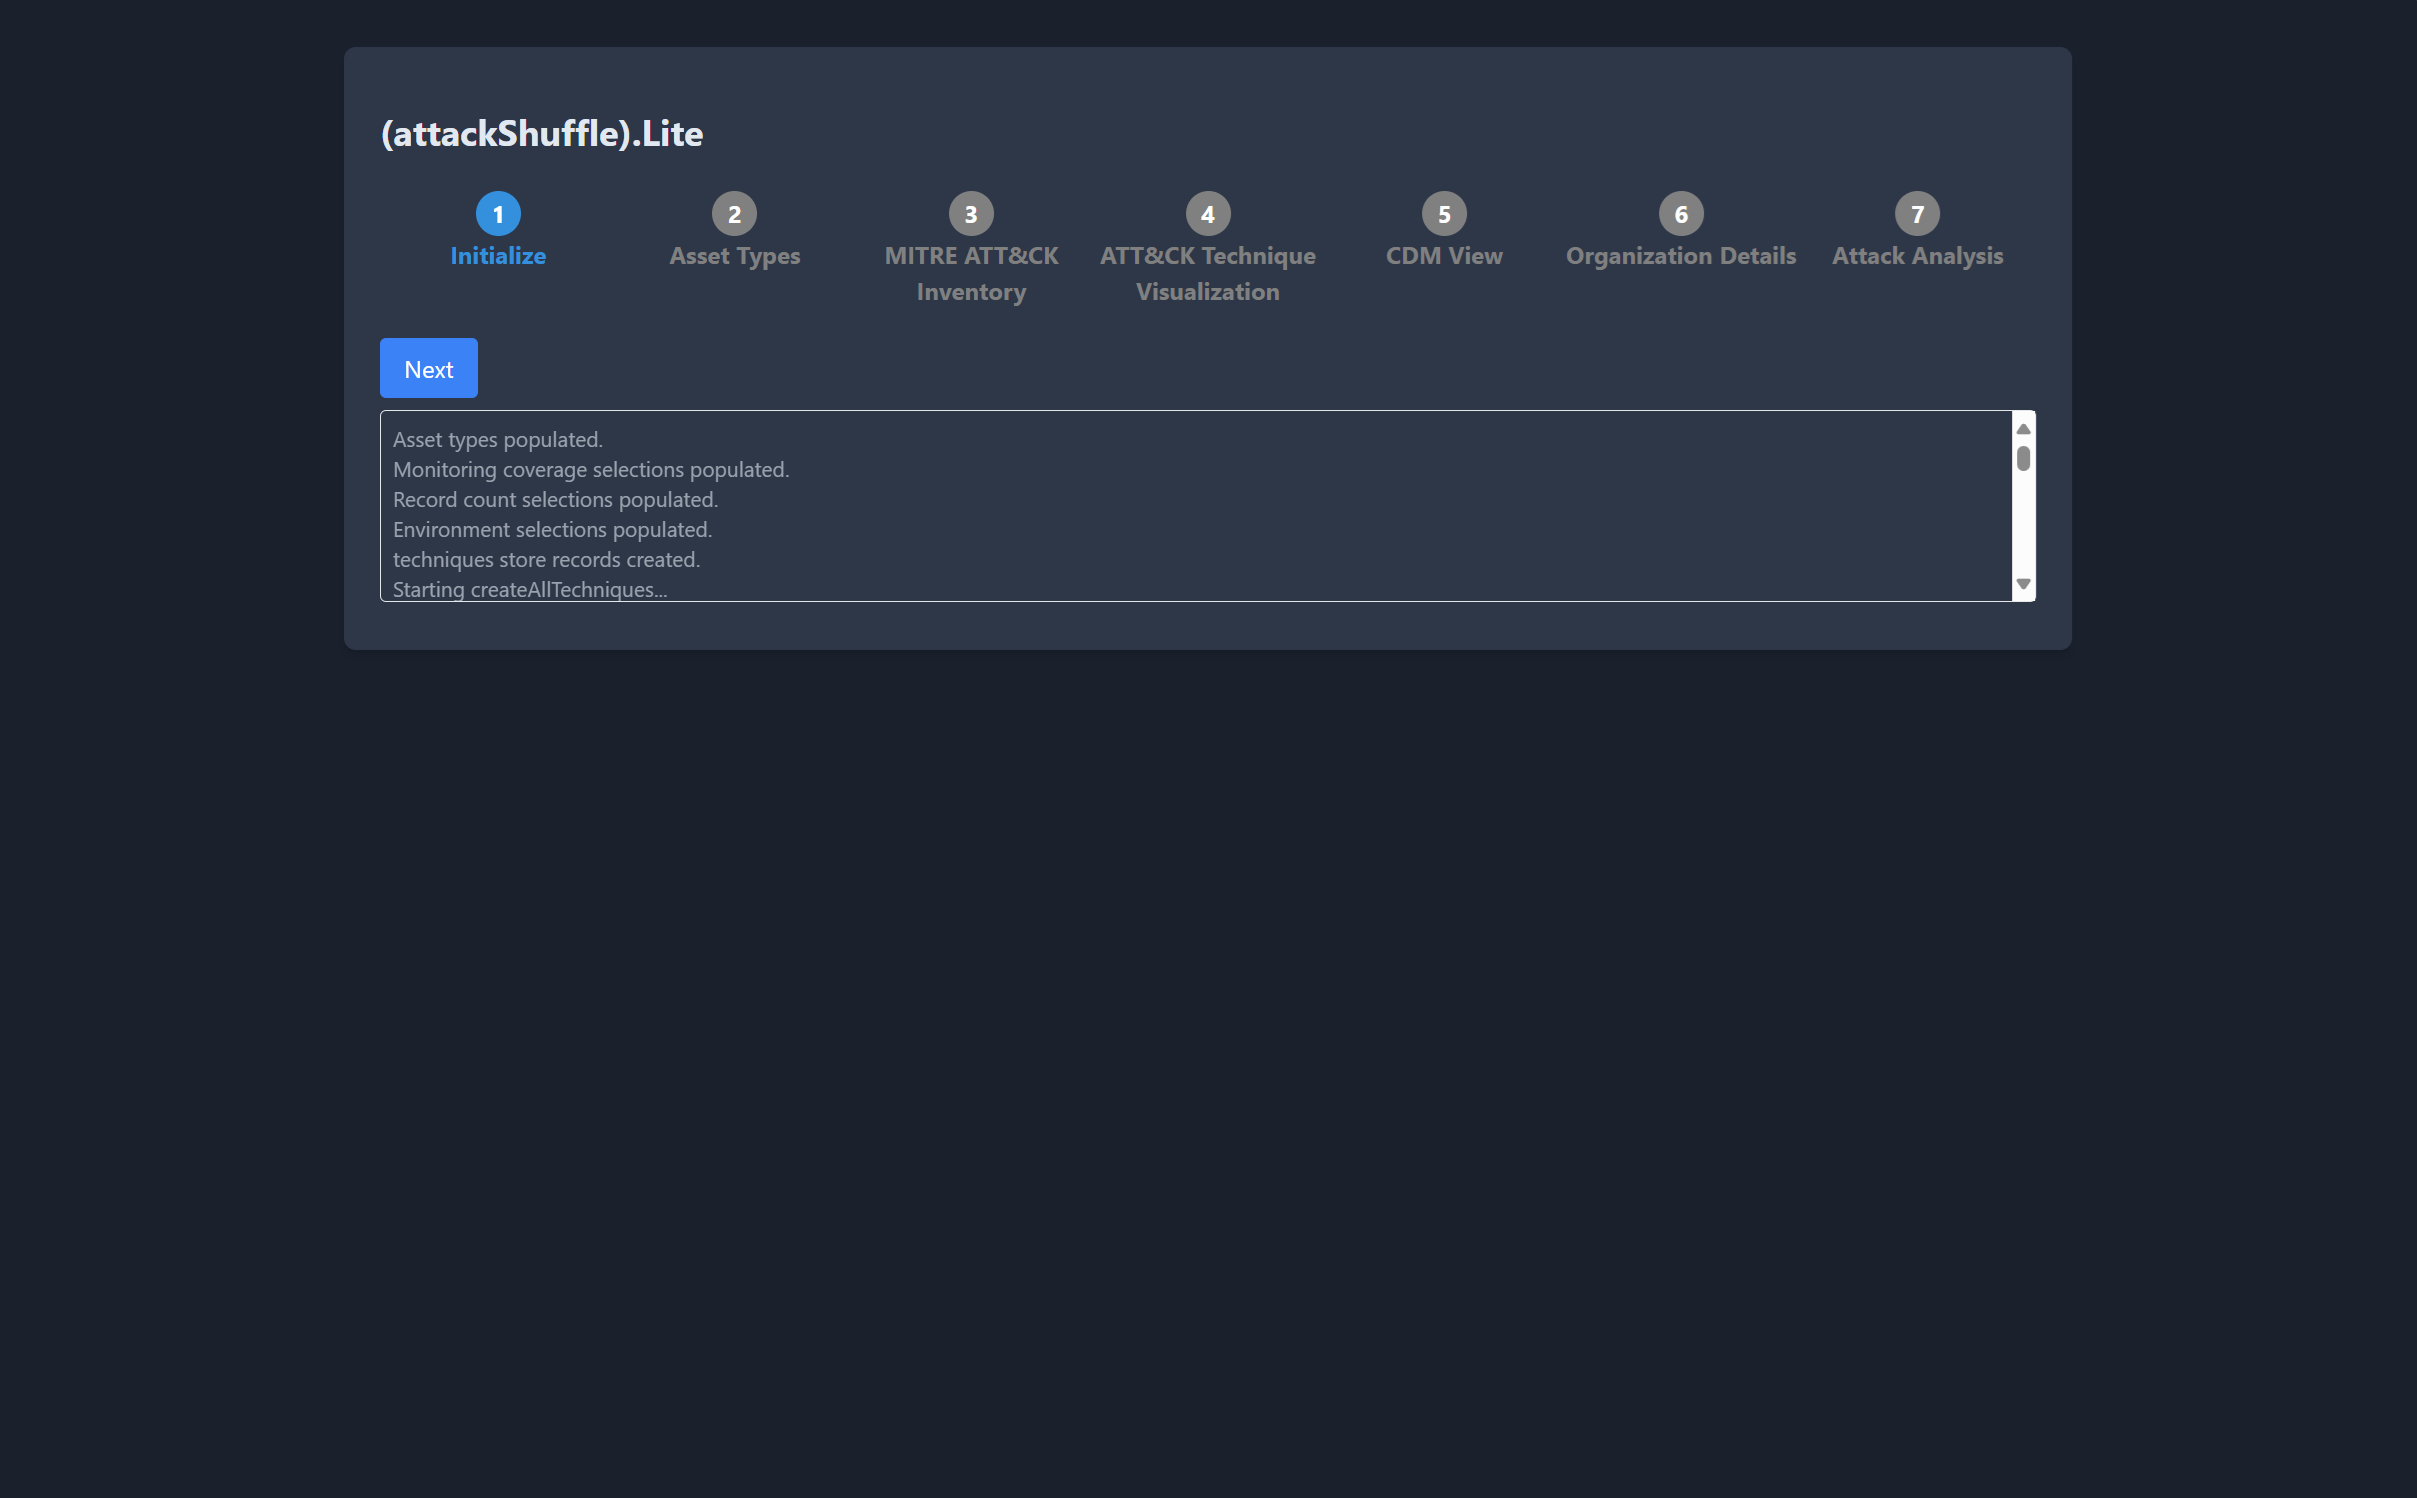 (attackShuffle).Lite
1
2
3
4
5
6
7
Initialize
Asset Types
MITRE ATT&CK
Inventory
ATT&CK Technique
Visualization
CDM View
Organization Details
Attack Analysis
Next
Asset types populated.
Monitoring coverage selections populated.
Record count selections populated.
Environment selections populated.
techniques store records created.
Starting createAllTechniques...